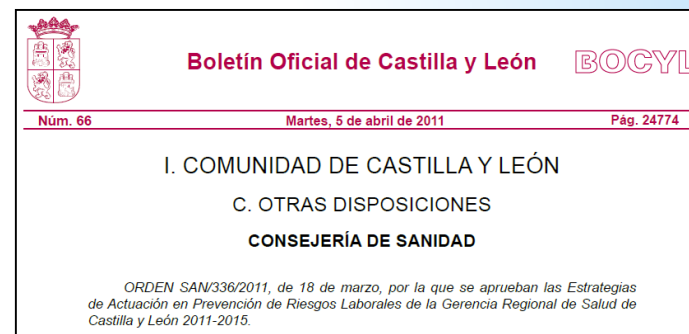 Boletín Oficial de Castilla y León
BOCYL
Núm. 66 Martes, 5 de abril de 2011 Pág. 24774
I. COMUNIDAD DE CASTILLA Y LEÓN
C. OTRAS DISPOSICIONES
CONSEJERÍA DE SANIDAD
ORDEN SAN/336/2011, de 18 de marzo, por la que se aprueban las Estrategias
de Actuación en Prevención de Riesgos Laborales de la Gerencia Regional de Salud de
Castilla y León 2011-2015.